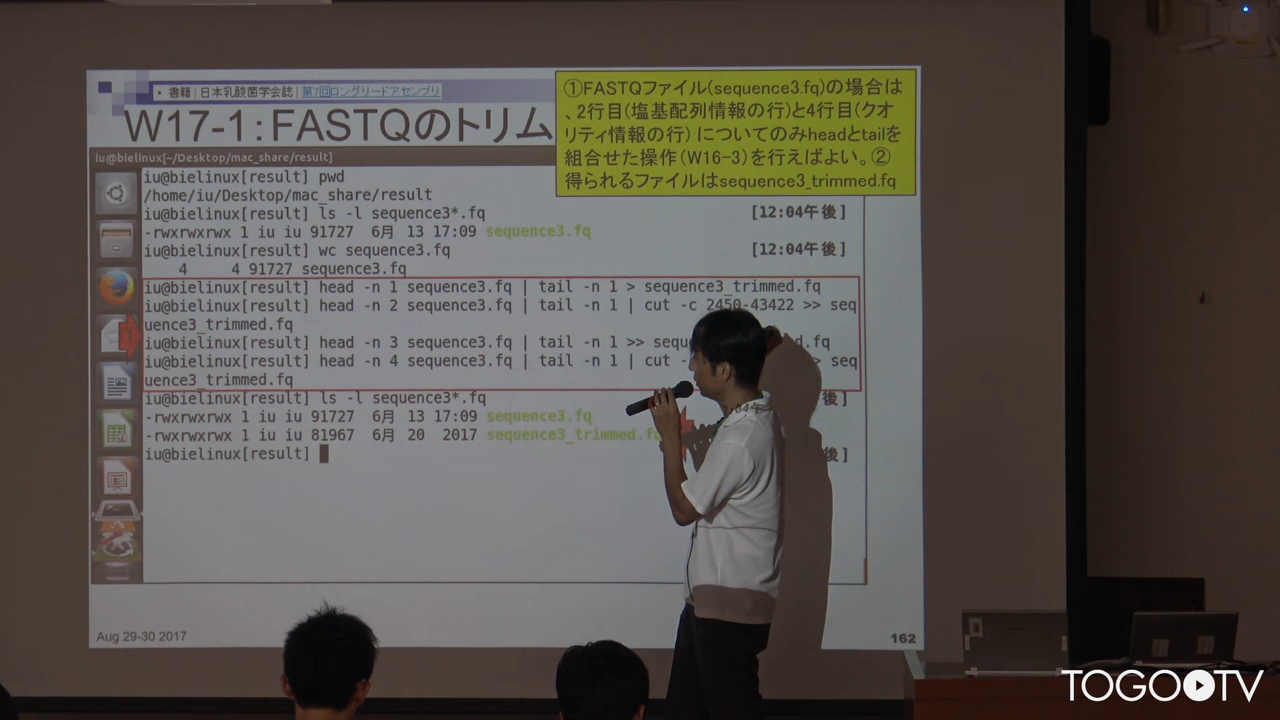 ・書籍 | 日本乳酸菌学会誌 | 第7回ロングリードアセンブリ
W17-1：FASTQのトリム
①FASTQファイル(sequence3.fq)の場合は
、2行目(塩基配列情報の行)と4行目(クオ
リティ情報の行) についてのみheadとtailを
組合せた操作(W16-3)を行えばよい。②
得られるファイルはsequence3_trimmed.fq
iu@bielinux[~/Desktop/mac_share/result]
iu@bielinux[result] pwd
/home/iu/Desktop/mac_share/result
iu@bielinux[result] ls -l sequence3*.fq [12:04午後]
-rwxrwxrwx 1 iu iu 91727 6月 13 17:09 sequence3.fq
iu@bielinux[result] wc sequence3.fq [12:04午後]
4 4 91727 sequence3.fq
iu@bielinux[result] head -n 1 sequence3.fq | tail -n 1 > sequence3_trimmed.fq
iu@bielinux[result] head -n 2 sequence3.fq | tail -n 1 | cut -c 2450-43422 >> seq
uence3_trimmed.fq
iu@bielinux[result] head -n 3 sequence3.fq | tail -n 1 >> d.fq
iu@bielinux[result] head -n 4 sequence3.fq | tail -n 1 | cut > seq
uence3_trimmed.fq
iu@bielinux[result] ls -l sequence3*.fq 後]
-rwxrwxrwx 1 iu iu 91727 6月 13 17:09 sequence3.fq
-rwxrwxrwx 1 iu iu 81967 6月 20 2017 sequence3_trimmed.f
iu@bielinux[result] 後]
Aug 29-30 2017
162
TOGOTV